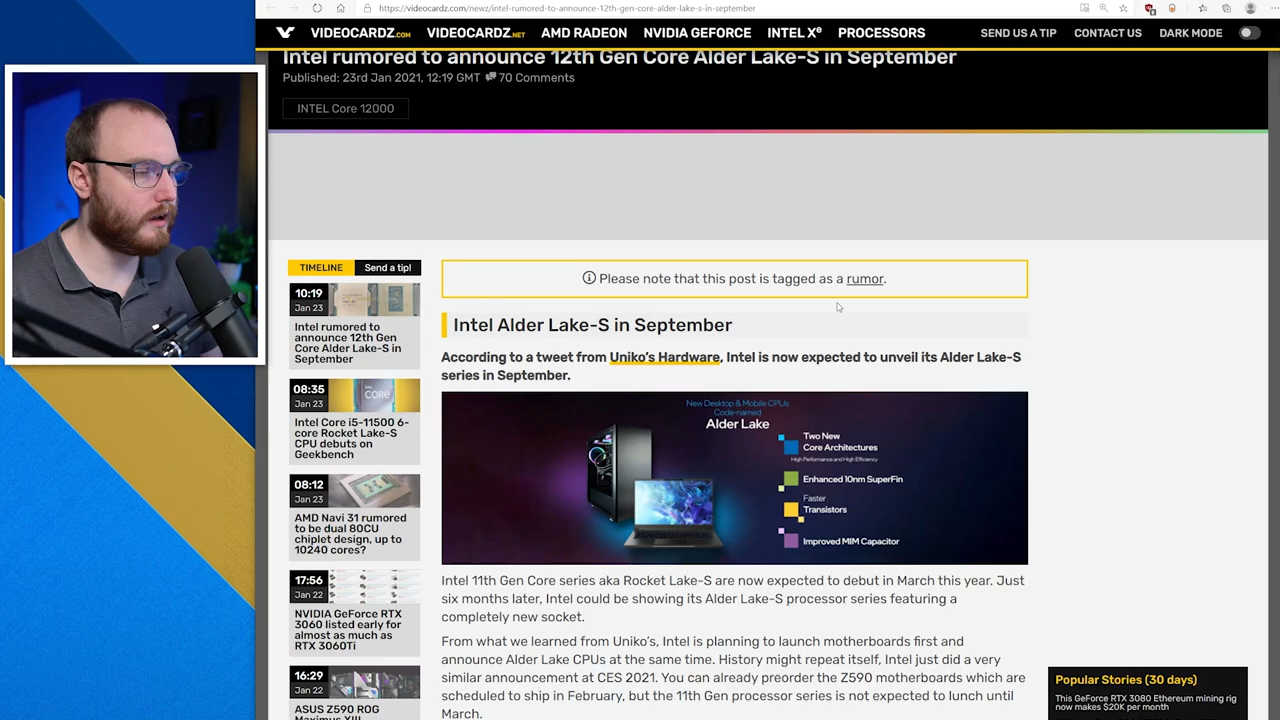 https://videocardz.com/newz/intel-rumored-to-announce-12th-gen-core-alder-lake-s-in-september
VIDEOCARDZ.COM
VIDEOCARDZ.NET
AMD RADEON
NVIDIA GEFORCE
INTEL Xe
PROCESSORS
SEND US A TIP
CONTACT US
DARK MODE
Intel rumored to announce 12th Gen Core Alder Lake-S in September
Published: 23rd Jan 2021, 12:19 GMT 70 Comments
INTEL Core 12000
TIMELINE
Send a tip!
10:19
Jan 23
Intel rumored to
announce 12th Gen
Core Alder Lake-S in
September
08:35
Jan 23
CORE
Intel Core i5-11500 6-
core Rocket Lake-S
CPU debuts on
Geekbench
08:12
Jan 23
AMD Navi 31 rumored
to be dual 80CU
chiplet design, up to
10240 cores?
17:56
Jan 22
NVIDIA GeForce RTX
3060 listed early for
almost as much as
RTX 3060Ti
16:29
Jan 22
ASUS Z590 ROG
Maximus XIII
Please note that this post is tagged as a rumor.
Intel Alder Lake-S in September
According to a tweet from Uniko's Hardware, Intel is now expected to unveil its Alder Lake-S
series in September.
New Desktop & Mobile CPUs
Code-named
Alder Lake
Two New
Core Architectures
High Performance and High Efficiency
Enhanced 10nm SuperFin
Faster
Transistors
Improved MIM Capacitor
Intel 11th Gen Core series aka Rocket Lake-S are now expected to debut in March this year. Just
six months later, Intel could be showing its Alder Lake-S processor series featuring a
completely new socket.
From what we learned from Uniko's, Intel is planning to launch motherboards first and
announce Alder Lake CPUs at the same time. History might repeat itself, Intel just did a very
similar announcement at CES 2021. You can already preorder the Z590 motherboards which are
scheduled to ship in February, but the 11th Gen processor series is not expected to lunch until
March.
Popular Stories (30 days)
This GeForce RTX 3080 Ethereum mining rig
now makes $20K per month